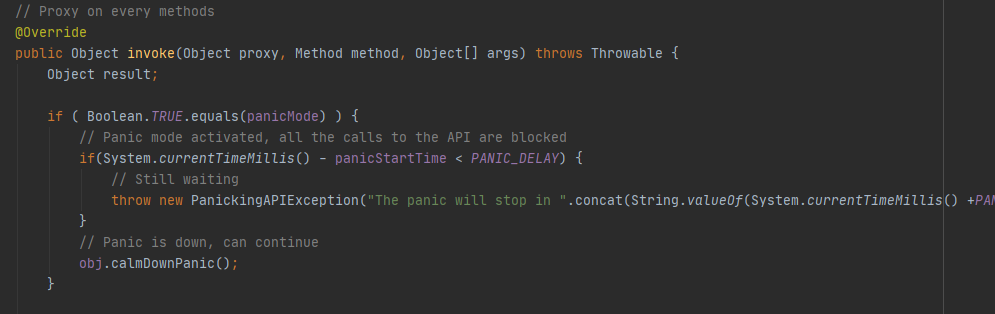 // Proxy on every methods
@Override
public Object invoke(Object proxy, Method method, Object[] args) throws Throwable {
Object result;
if ( Boolean.TRUE.equals(panicMode) ) {
// Panic mode activated, all the calls to the API are blocked
if(System.currentTimeMillis() - panicStartTime < PANIC_DELAY) {
// Still waiting
throw new PanickingAPIException("The panic will stop in ".concat(String.valueOf(System.currentTimeMillis() +PAN
}
// Panic is down, can continue
obj.calmDownPanic();
}